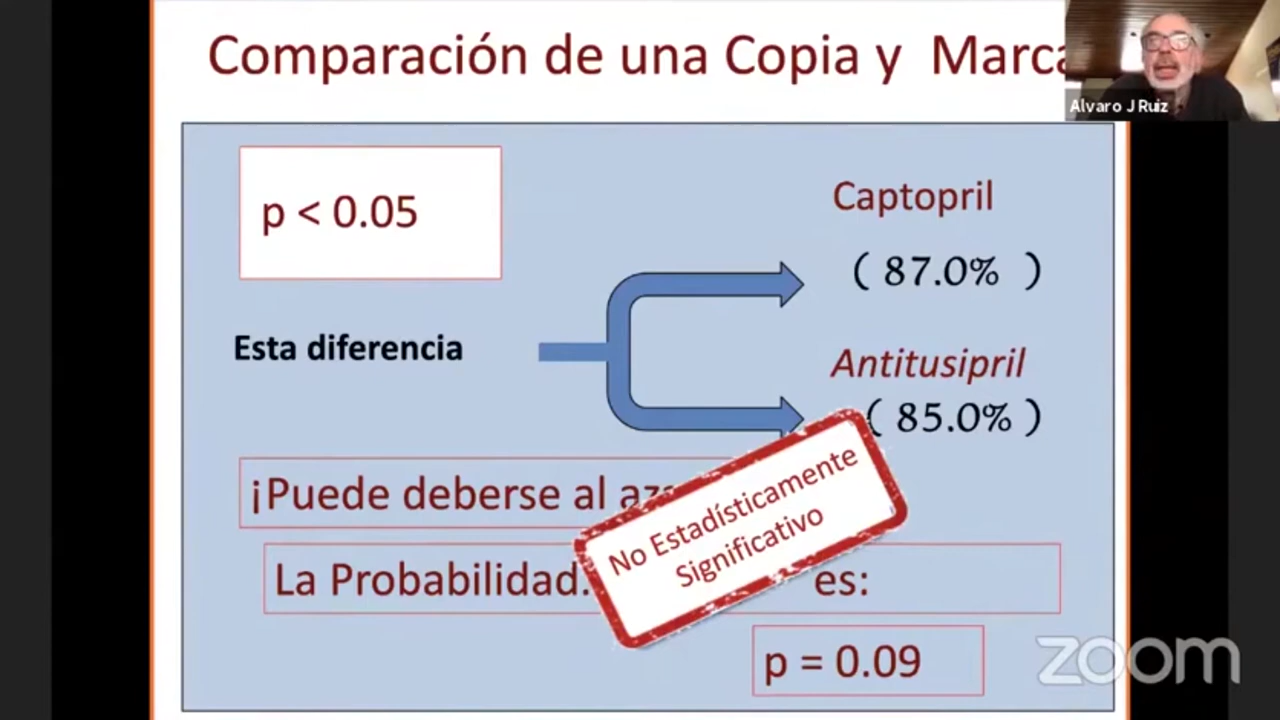 Comparación de una Copia y Marca
Alvaro J Ruiz
p < 0.05
Captopril
( 87.0% )
Esta diferencia
Antitusipril
( 85.0% )
¡Puede deberse al
No Estadísticamente
Significativo
La Probabilidad. es:
p = 0.09
zoom